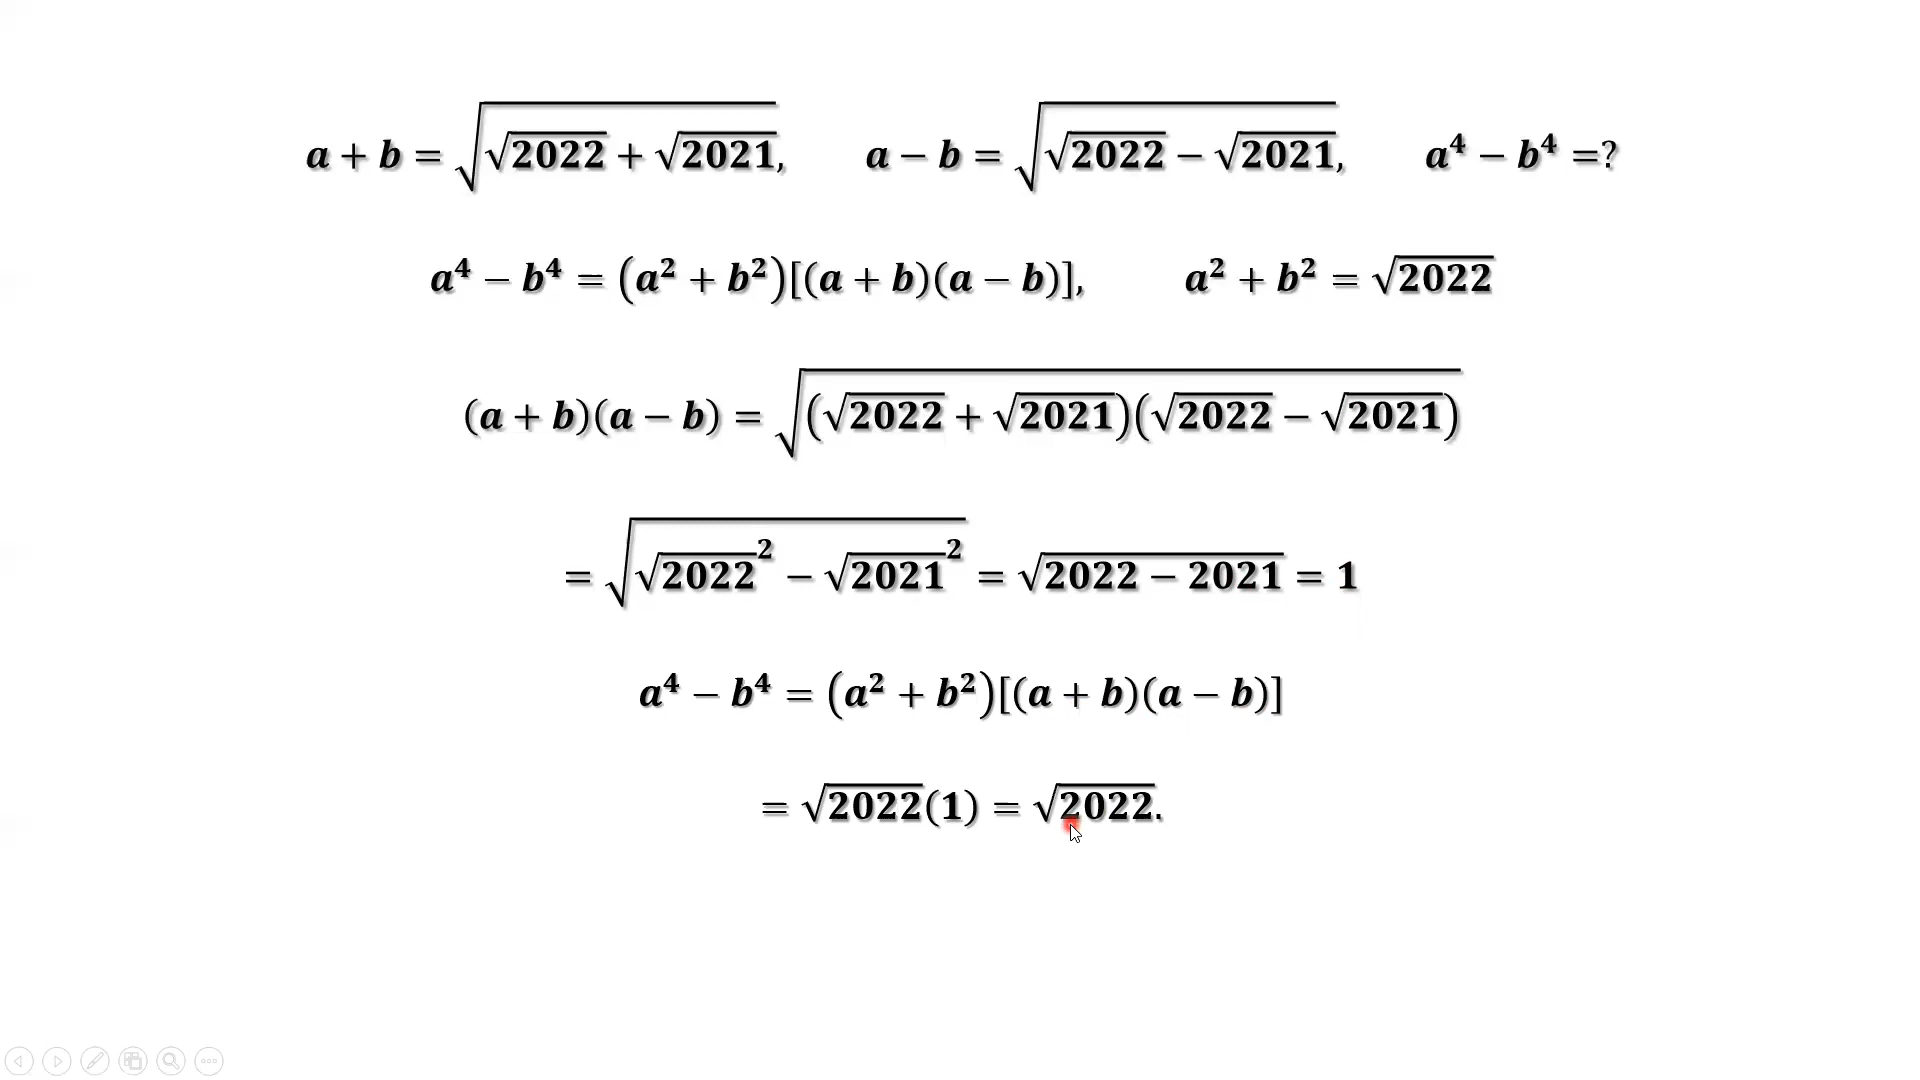 a + b = √(√2022 + √2021), a − b = √(√2022 − √2021), a⁴ − b⁴ =?
a⁴ − b⁴ = (a² + b²)[(a + b)(a − b)], a² + b² = √2022
(a + b)(a − b) = √((√2022 + √2021)(√2022 − √2021))
= √(√2022² − √2021²) = √(2022 − 2021) = 1
a⁴ − b⁴ = (a² + b²)[(a + b)(a − b)]
= √2022(1) = √2022.